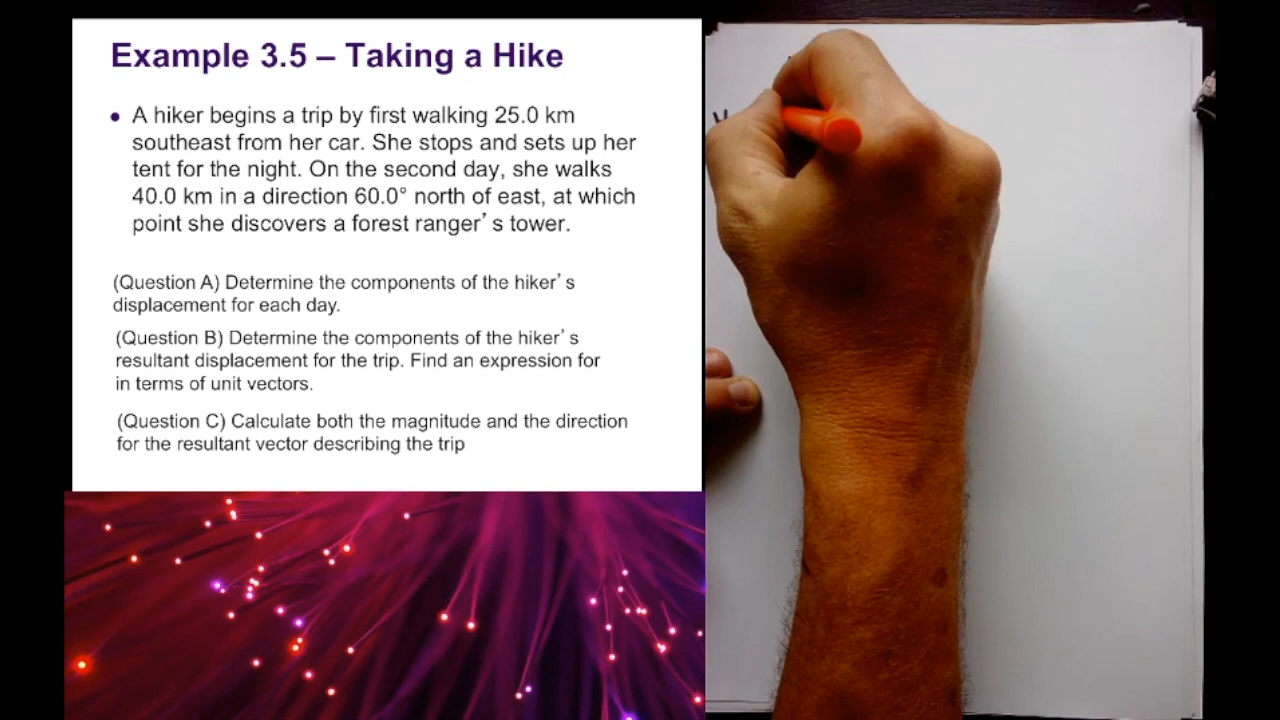 Example 3.5 – Taking a Hike
• A hiker begins a trip by first walking 25.0 km
southeast from her car. She stops and sets up her
tent for the night. On the second day, she walks
40.0 km in a direction 60.0° north of east, at which
point she discovers a forest ranger’s tower.
(Question A) Determine the components of the hiker’s
displacement for each day.
(Question B) Determine the components of the hiker’s
resultant displacement for the trip. Find an expression for
in terms of unit vectors.
(Question C) Calculate both the magnitude and the direction
for the resultant vector describing the trip